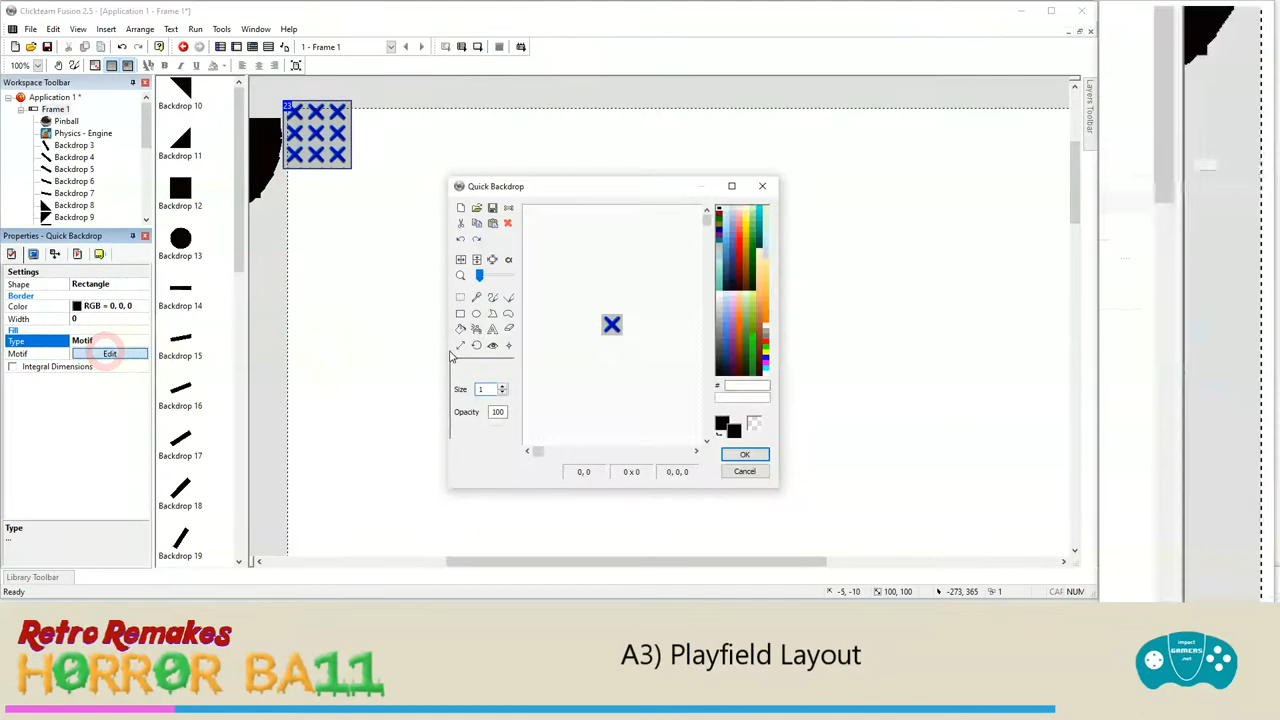 Clickteam Fusion 2.5 - [Application 1 - Frame 1*]
File Edit View Insert Arrange Text Run Tools Window Help
1 - Frame 1
100%
B I U
Workspace Toolbar
Application 1 *
Frame 1
Pinball
Physics - Engine
Backdrop 3
Backdrop 4
Backdrop 5
Backdrop 6
Backdrop 7
Backdrop 8
Backdrop 9
Properties - Quick Backdrop
Settings
Shape Rectangle
Border
Color RGB = 0, 0, 0
Width 0
Fill
Type Motif
Motif Edit
Integral Dimensions
Type
...
Library Toolbar
Ready
Backdrop 10
Backdrop 11
Backdrop 12
Backdrop 13
Backdrop 14
Backdrop 15
Backdrop 16
Backdrop 17
Backdrop 18
Backdrop 19
23
Quick Backdrop
Size 1
Opacity 100
#
OK
Cancel
0, 0 0 x 0 0, 0, 0
Layers Toolbar
-5, -10 100, 100 -273, 365 1 CAP NUM
Retro Remakes
HORROR BA11
A3) Playfield Layout
impact
GAMERS
.net